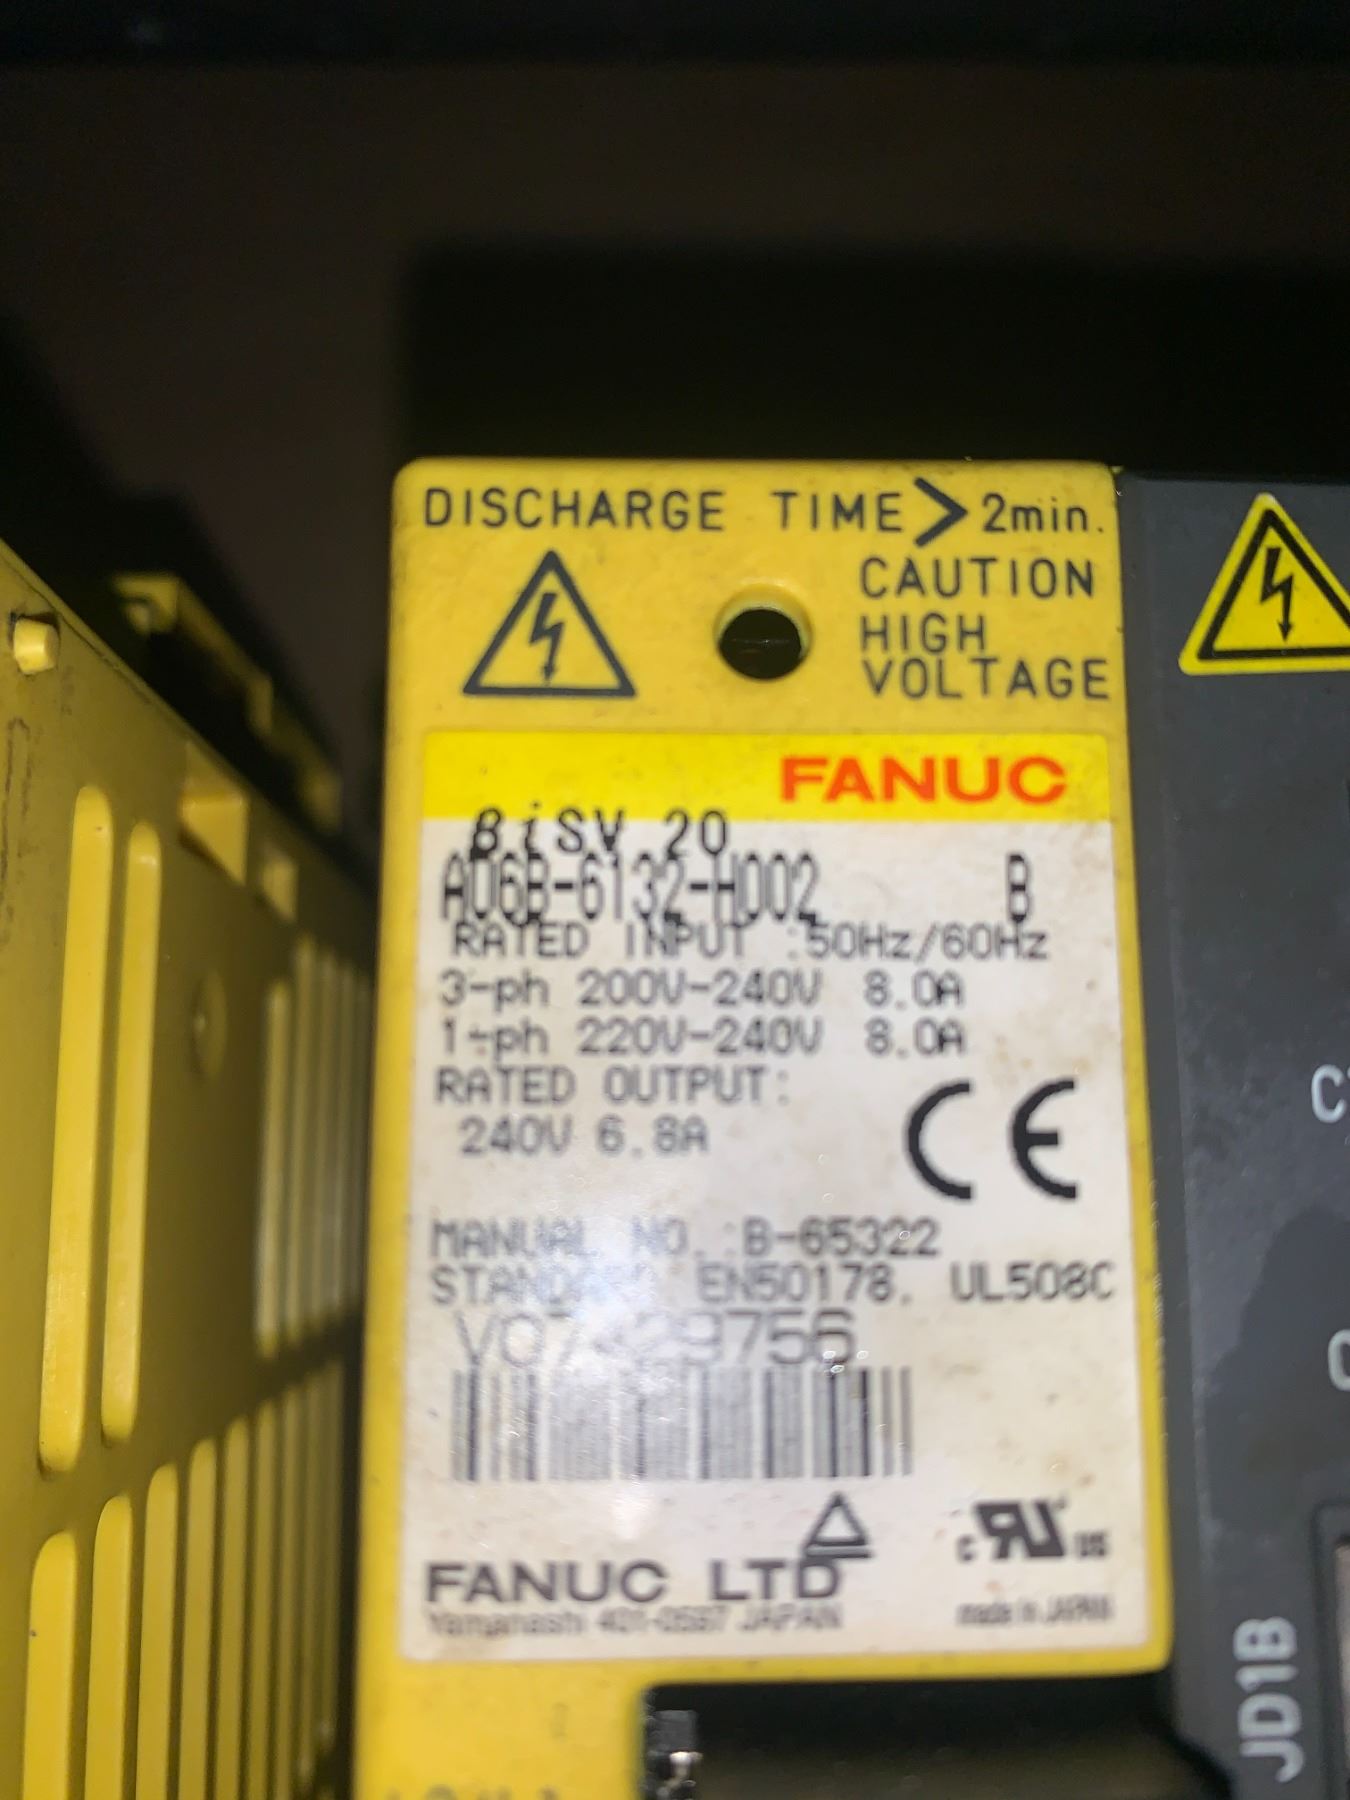 DISCHARGE TIME > 2min.
CAUTION
HIGH
VOLTAGE
FANUC
βiSV 20
A06B-6132-H002 B
RATED INPUT :50Hz/60Hz
3-ph 200V-240V 8.0A
1-ph 220V-240V 8.0A
RATED OUTPUT:
240V 6.8A
CE
MANUAL NO. :B-65322
STANDARD EN50178, UL508C
FANUC LTD
Yamanashi 401-0597 JAPAN
c RU US
made in JAPAN
JD1B